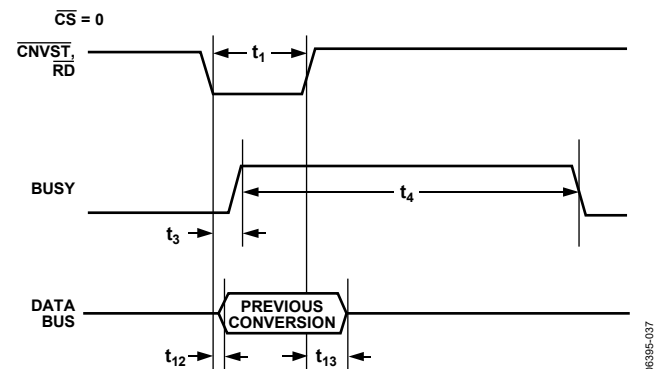 CS = 0
CNVST,
RD
t1
BUSY
t4
t3
DATA
BUS
PREVIOUS
CONVERSION
t12
t13
06395-037